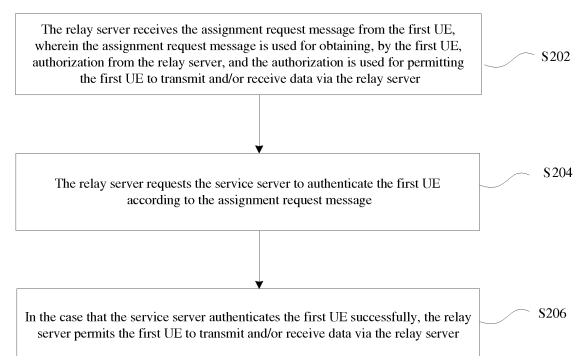 The relay server receives the assignment request message from the first UE,
wherein the assignment request message is used for obtaining, by the first UE,
authorization from the relay server, and the authorization is used for permitting
the first UE to transmit and/or receive data via the relay server
S202
The relay server requests the service server to authenticate the first UE
according to the assignment request message
S204
In the case that the service server authenticates the first UE successfully, the relay
server permits the first UE to transmit and/or receive data via the relay server
S206